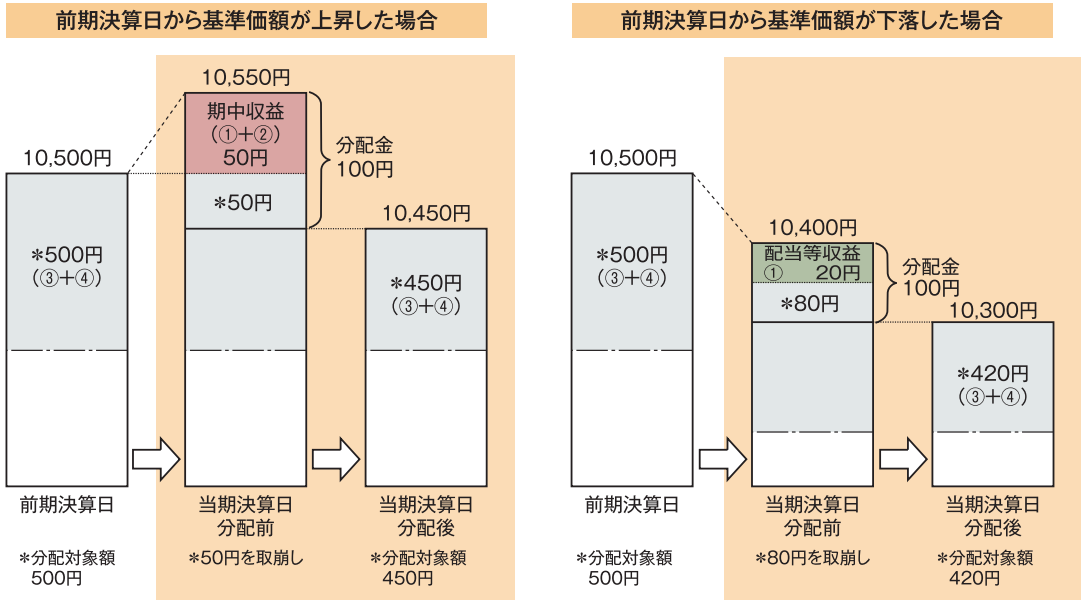 前期決算日から基準価額が上昇した場合
10,550円
期中収益
(①+②)
50円
分配金
100円
10,500円
*50円
10,450円
*500円
(③+④)
*450円
(③+④)
前期決算日
当期決算日
分配前
当期決算日
分配後
*分配対象額
500円
*50円を取崩し
*分配対象額
450円
前期決算日から基準価額が下落した場合
10,500円
10,400円
配当等収益
① 20円
分配金
100円
*500円
(③+④)
*80円
10,300円
*420円
(③+④)
前期決算日
当期決算日
分配前
当期決算日
分配後
*分配対象額
500円
*80円を取崩し
*分配対象額
420円